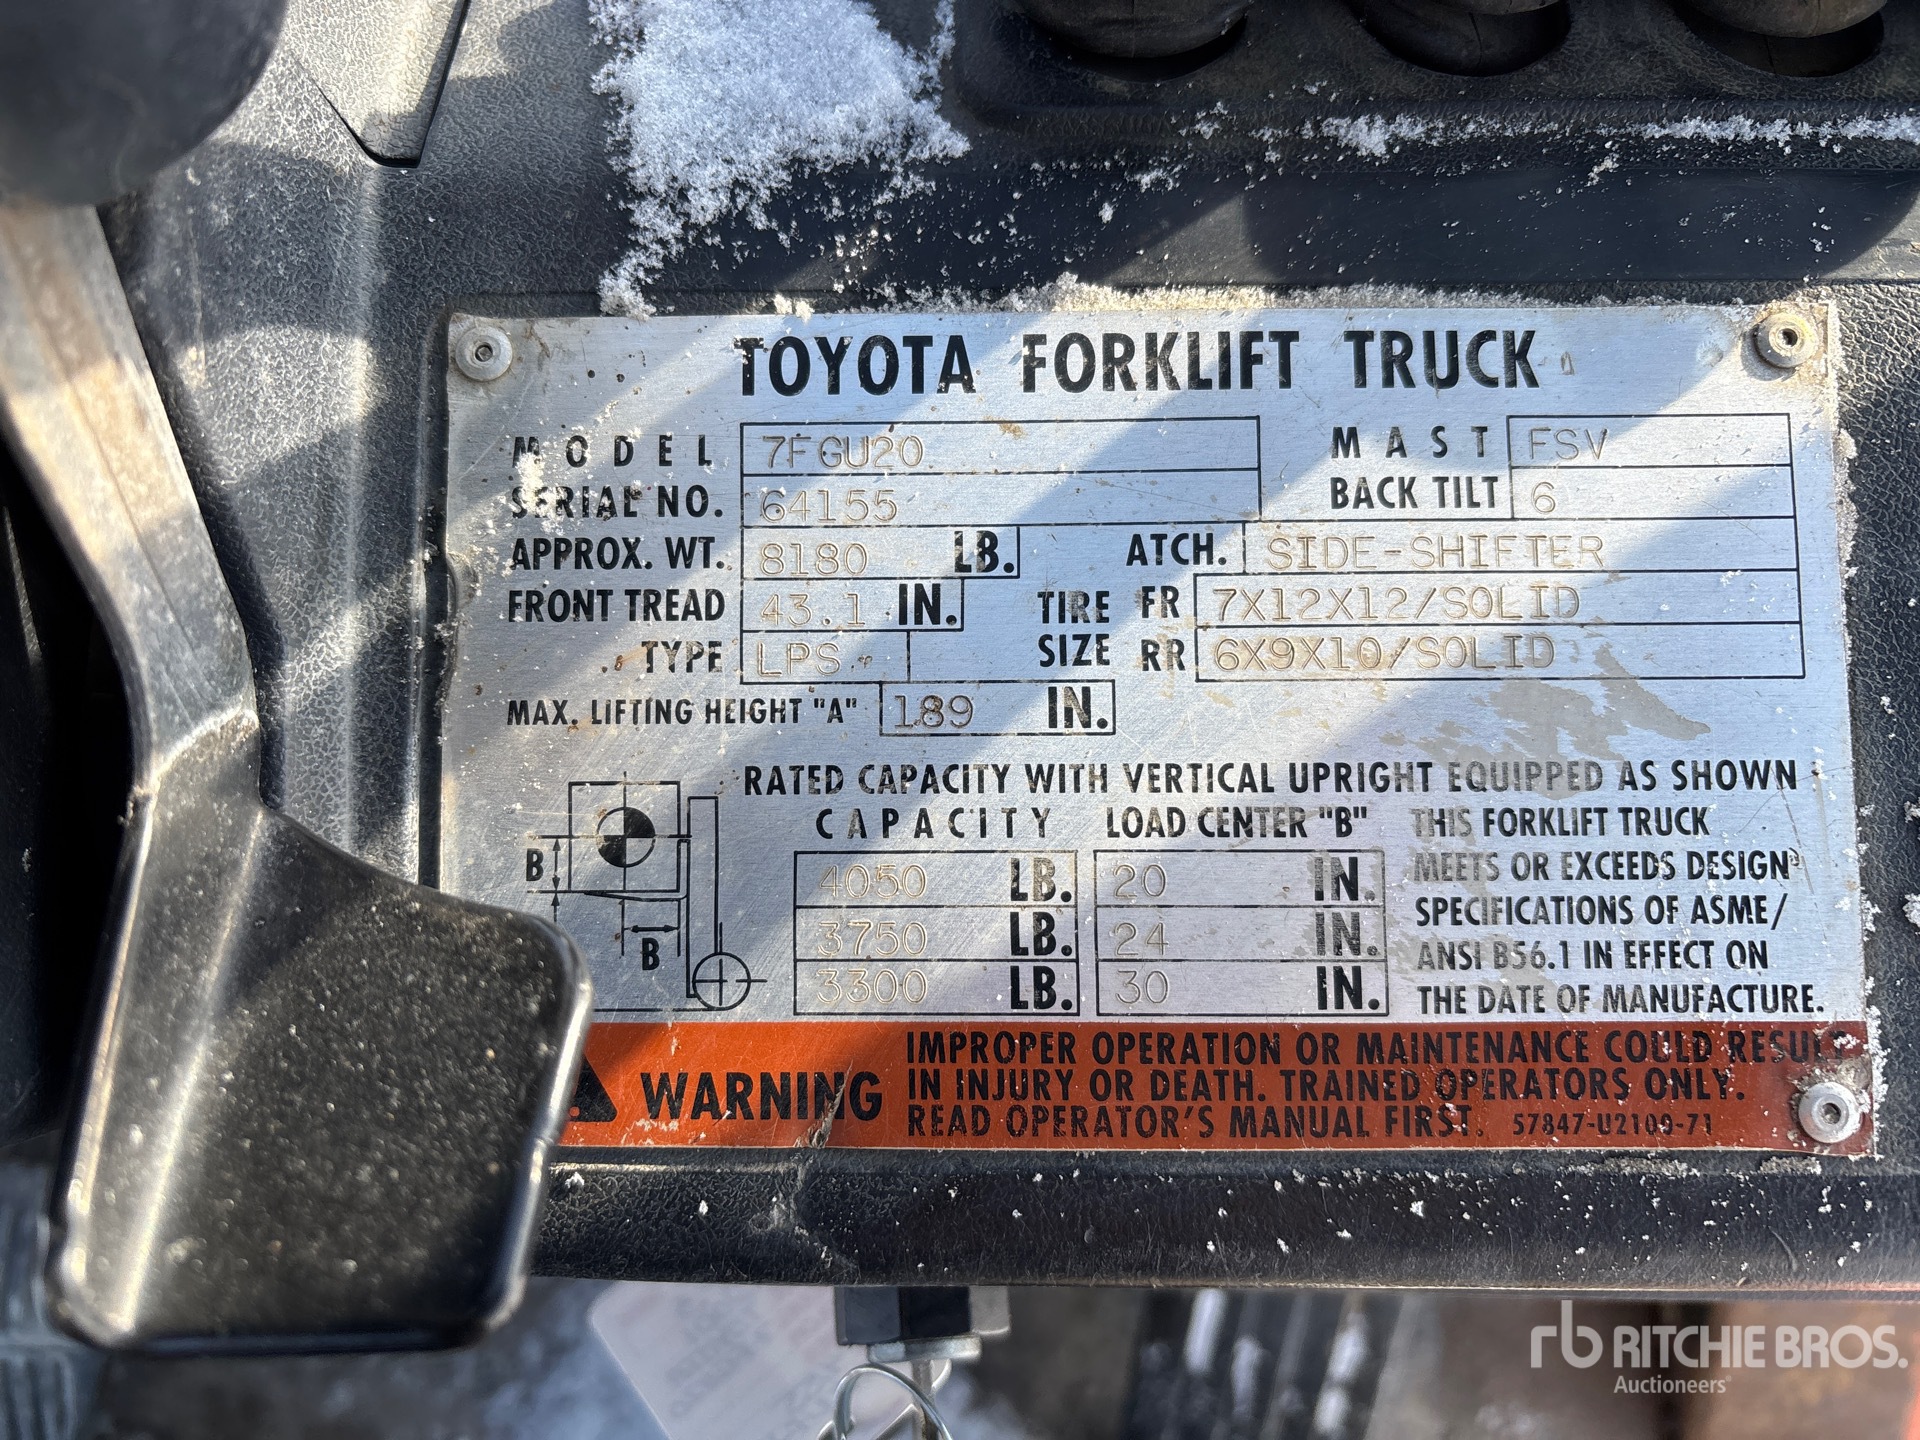 TOYOTA FORKLIFT TRUCK
MODEL 7FGU20 MAST FSV
SERIAL NO. 64155 BACK TILT 6
APPROX. WT. 8180 LB. ATCH. SIDE-SHIFTER
FRONT TREAD 43.1 IN. TIRE SIZE FR 7X12X12/SOLID
TYPE LPS RR 6X9X10/SOLID
MAX. LIFTING HEIGHT "A" 189 IN.
RATED CAPACITY WITH VERTICAL UPRIGHT EQUIPPED AS SHOWN
CAPACITY LOAD CENTER "B"
4050 LB. 20 IN.
3750 LB. 24 IN.
3300 LB. 30 IN.
B
B
THIS FORKLIFT TRUCK
MEETS OR EXCEEDS DESIGN
SPECIFICATIONS OF ASME/
ANSI B56.1 IN EFFECT ON
THE DATE OF MANUFACTURE.
WARNING
IMPROPER OPERATION OR MAINTENANCE COULD RESULT
IN INJURY OR DEATH. TRAINED OPERATORS ONLY.
READ OPERATOR'S MANUAL FIRST. 57847-U2100-71
rb RITCHIE BROS.
Auctioneers